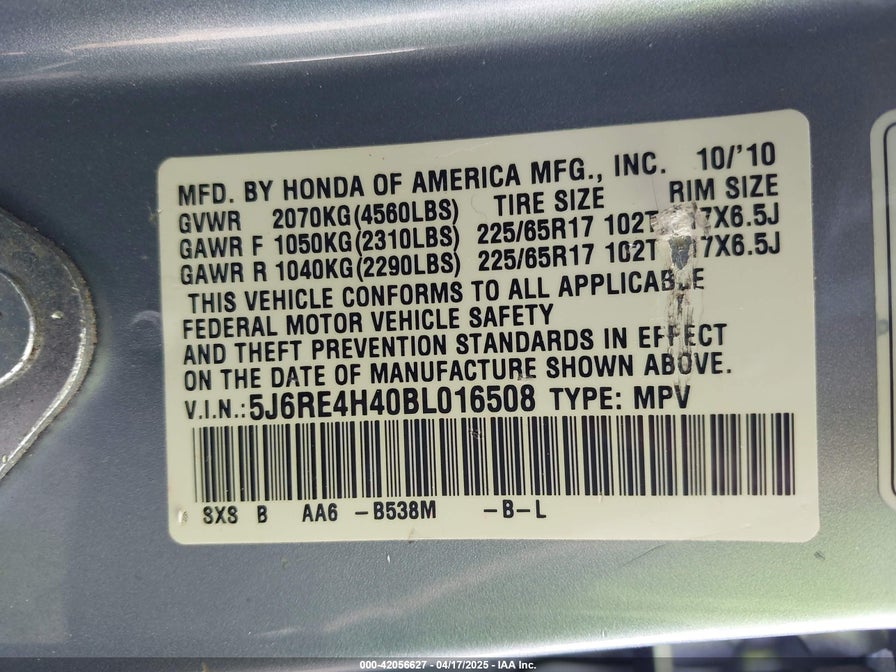 MFD. BY HONDA OF AMERICA MFG., INC. 10/'10
GVWR 2070KG(4560LBS) TIRE SIZE RIM SIZE
GAWR F 1050KG(2310LBS) 225/65R17 102T 17X6.5J
GAWR R 1040KG(2290LBS) 225/65R17 102T 17X6.5J
THIS VEHICLE CONFORMS TO ALL APPLICABLE
FEDERAL MOTOR VEHICLE SAFETY
AND THEFT PREVENTION STANDARDS IN EFFECT
ON THE DATE OF MANUFACTURE SHOWN ABOVE.
V.I.N.: 5J6RE4H40BL016508 TYPE: MPV
SXS B AA6 -B538M -B-L
000-42056627 - 04/17/2025 - IAA Inc.